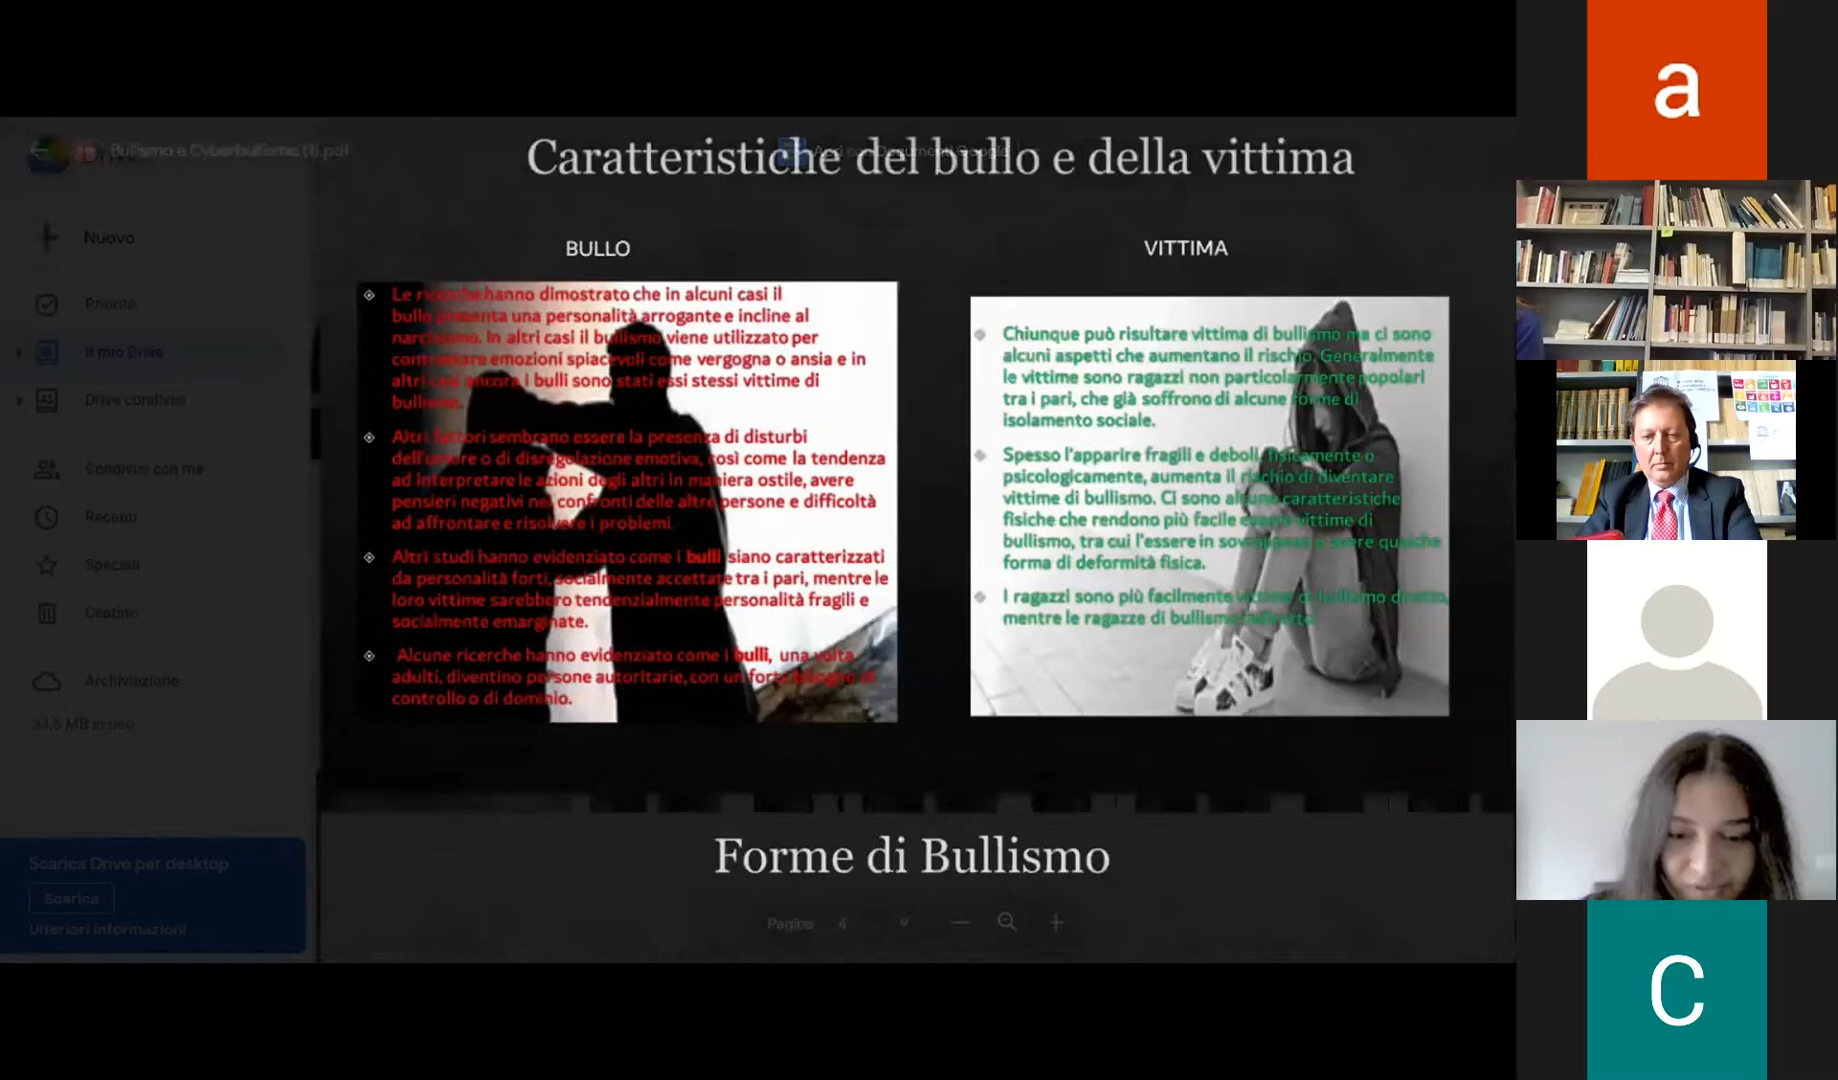 Bullismo e Cyberbullismo (1).pdf
Caratteristiche del bullo e della vittima
Nuovo
Priorità
Il mio Drive
Drive condivisi
Condivisi con me
Recenti
Speciali
Cestino
Archiviazione
34,6 MB in uso
Scarica Drive per desktop
Scarica
Ulteriori informazioni
BULLO
Le ricerche hanno dimostrato che in alcuni casi il
bullo presenta una personalità arrogante e incline al
narcisismo. In altri casi il bullismo viene utilizzato per
contrastare emozioni spiacevoli come vergogna o ansia e in
altri casi ancora i bulli sono stati essi stessi vittime di
bullismo.
Altri fattori sembrano essere la presenza di disturbi
dell'umore o di disregolazione emotiva, così come la tendenza
ad interpretare le azioni degli altri in maniera ostile, avere
pensieri negativi nei confronti delle altre persone e difficoltà
ad affrontare e risolvere i problemi.
Altri studi hanno evidenziato come i bulli siano caratterizzati
da personalità forti, socialmente accettate tra i pari, mentre le
loro vittime sarebbero tendenzialmente personalità fragili e
socialmente emarginate.
Alcune ricerche hanno evidenziato come i bulli, una volta
adulti, diventino persone autoritarie, con un forte bisogno di
controllo o di dominio.
VITTIMA
Chiunque può risultare vittima di bullismo ma ci sono
alcuni aspetti che aumentano il rischio. Generalmente
le vittime sono ragazzi non particolarmente popolari
tra i pari, che già soffrono di alcune forme di
isolamento sociale.
Spesso l'apparire fragili e deboli, fisicamente o
psicologicamente, aumenta il rischio di diventare
vittime di bullismo. Ci sono alcune caratteristiche
fisiche che rendono più facile essere vittime di
bullismo, tra cui l'essere in sovrappeso o avere qualche
forma di deformità fisica.
I ragazzi sono più facilmente vittime di bullismo diretto,
mentre le ragazze di bullismo indiretto.
Forme di Bullismo
Pagina
a
C